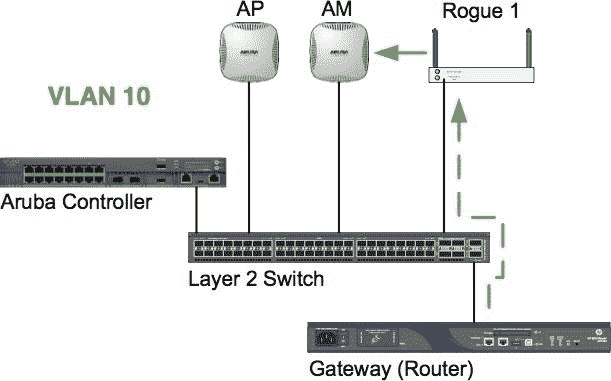 AP
AM
Rogue 1
VLAN 10
Aruba Controller
Layer 2 Switch
Gateway (Router)